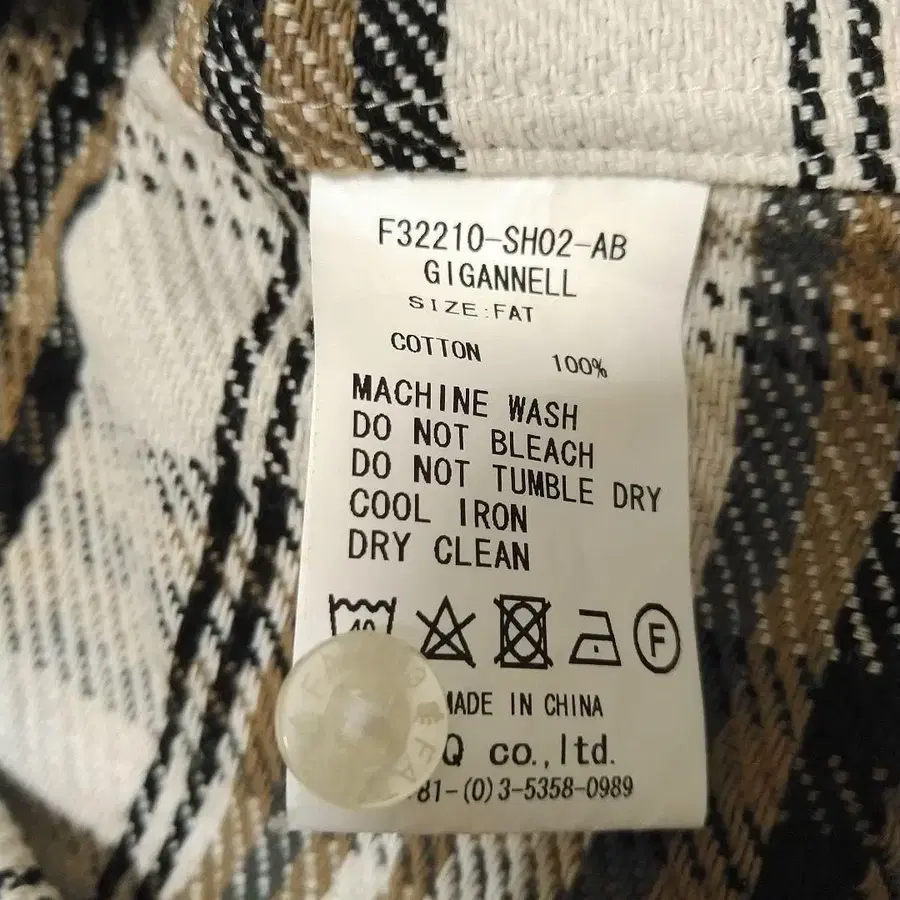 F32210-SH02-AB
GIGANNELL
SIZE:FAT
COTTON 100%
MACHINE WASH
DO NOT BLEACH
DO NOT TUMBLE DRY
COOL IRON
DRY CLEAN
40 F
MADE IN CHINA
Q co.,ltd.
81-(0)3-5358-0989